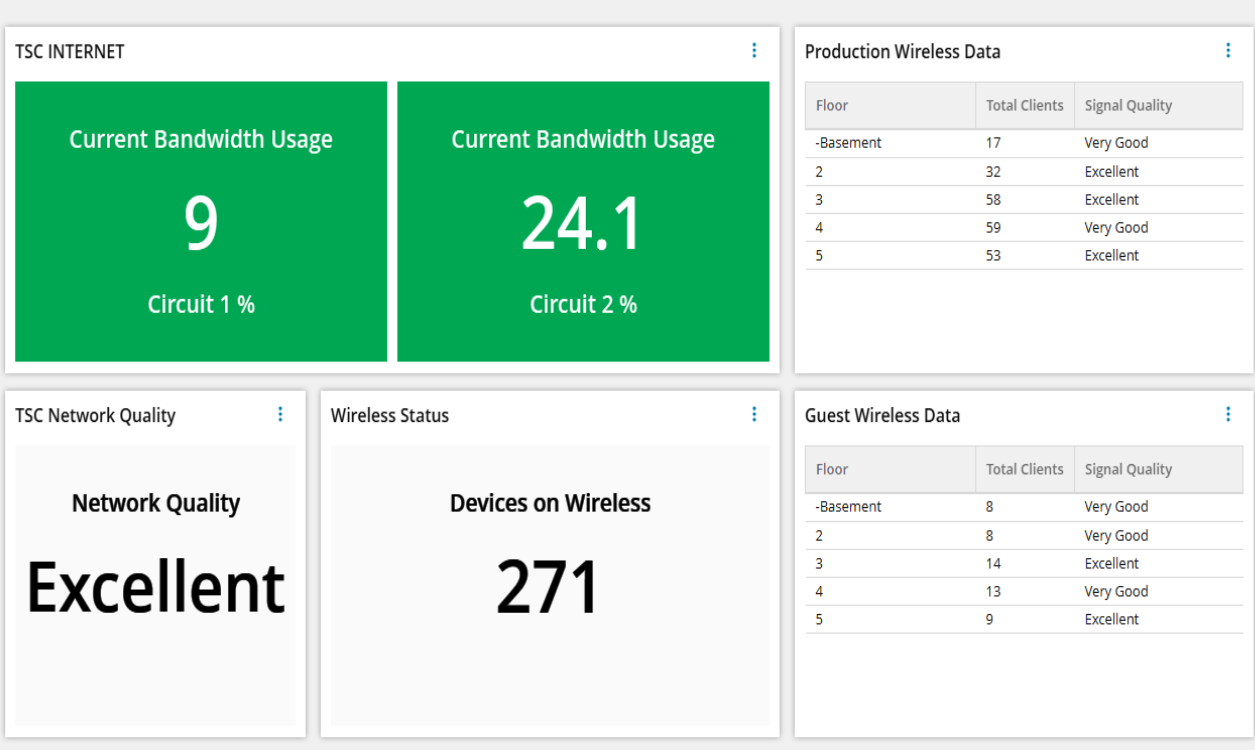 TSC INTERNET
Current Bandwidth Usage
9
Circuit 1 %
Current Bandwidth Usage
24.1
Circuit 2 %
Production Wireless Data
Floor Total Clients Signal Quality
-Basement 17 Very Good
2 32 Excellent
3 58 Excellent
4 59 Very Good
5 53 Excellent
TSC Network Quality
Network Quality
Excellent
Wireless Status
Devices on Wireless
271
Guest Wireless Data
Floor Total Clients Signal Quality
-Basement 8 Very Good
2 8 Very Good
3 14 Excellent
4 13 Very Good
5 9 Excellent